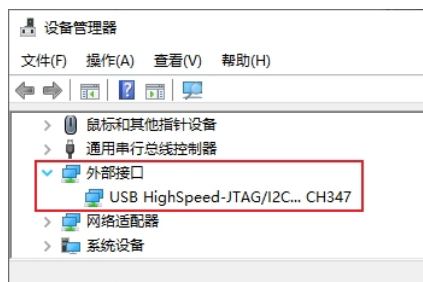 设备管理器
文件(F) 操作(A) 查看(V) 帮助(H)
鼠标和其他指针设备
通用串行总线控制器
外部接口
USB HighSpeed-JTAG/I2C... CH347
网络适配器
系统设备